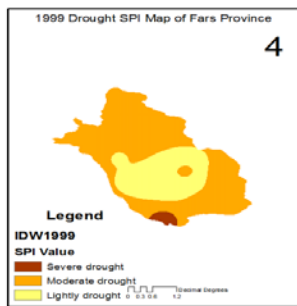 1999 Drought SPI Map of Fars Province
4
Legend
IDW1999
SPI Value
Severe drought
Moderate drought
Lightly drought
Decimal Degrees
0 0.3 0.6 1.2